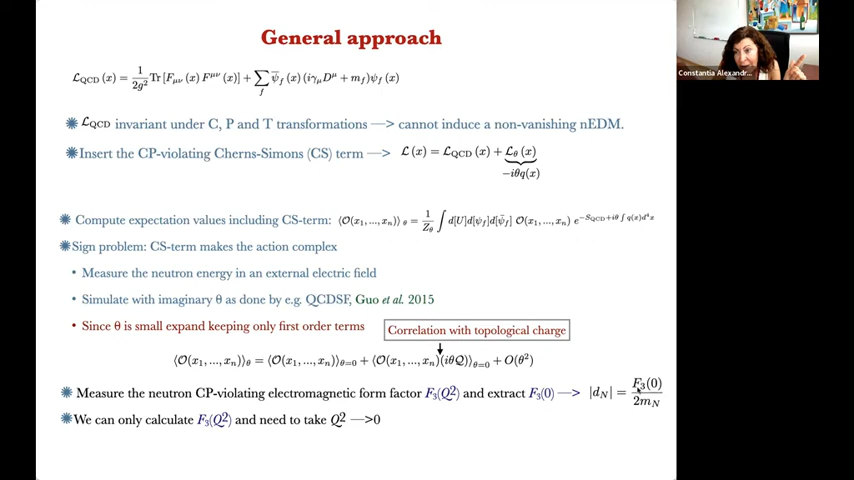 General approach
Constantia Alexandr...
ℒ_QCD (x) = 1/2g² Tr [F_μν (x) F^μν (x)] + ∑_f ψ̄_f (x) (iγ_μ D^μ + m_f) ψ_f (x)
ℒ_QCD invariant under C, P and T transformations —> cannot induce a non-vanishing nEDM.
Insert the CP-violating Cherns-Simons (CS) term —> ℒ (x) = ℒ_QCD (x) + ℒ_θ (x)
−iθq(x)
Compute expectation values including CS-term: ⟨𝒪(x₁, ..., xₙ)⟩_θ = 1/Z_θ ∫ d[U]d[ψ_f]d[ψ̄_f] 𝒪(x₁, ..., xₙ) e^{−S_QCD+iθ ∫ q(x)d⁴x}
Sign problem: CS-term makes the action complex
• Measure the neutron energy in an external electric field
• Simulate with imaginary θ as done by e.g. QCDSF, Guo et al. 2015
• Since θ is small expand keeping only first order terms
Correlation with topological charge
⟨𝒪(x₁, ..., xₙ)⟩_θ = ⟨𝒪(x₁, ..., xₙ)⟩_θ=0 + ⟨𝒪(x₁, ..., xₙ) (iθ𝒬)⟩_θ=0 + O(θ²)
Measure the neutron CP-violating electromagnetic form factor F₃(Q²) and extract F₃(0) —> |d_N| = F₃(0)/2m_N
We can only calculate F₃(Q²) and need to take Q² —>0